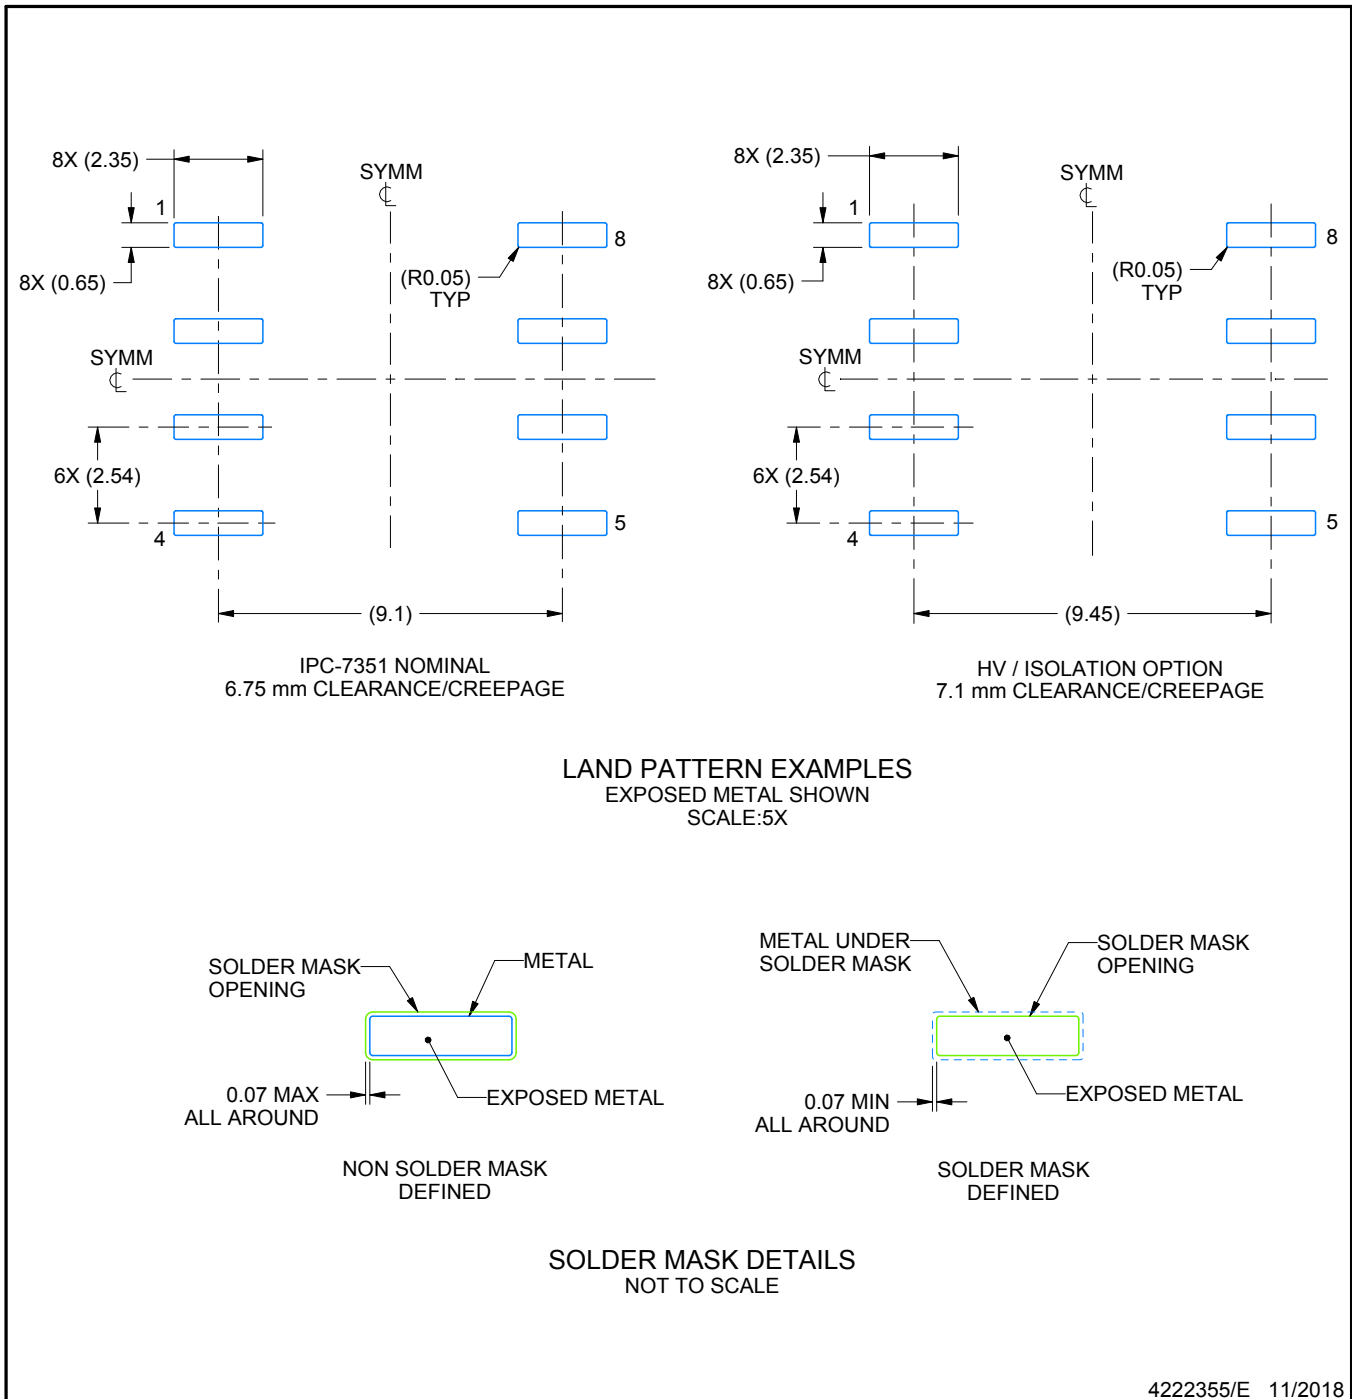 8X (2.35)
SYMM
℄
1
8
8X (0.65)
(R0.05)
TYP
SYMM
℄
6X (2.54)
4
5
(9.1)
IPC-7351 NOMINAL
6.75 mm CLEARANCE/CREEPAGE
8X (2.35)
SYMM
℄
1
8
8X (0.65)
(R0.05)
TYP
SYMM
℄
6X (2.54)
4
5
(9.45)
HV / ISOLATION OPTION
7.1 mm CLEARANCE/CREEPAGE
LAND PATTERN EXAMPLES
EXPOSED METAL SHOWN
SCALE:5X
SOLDER MASK
OPENING
METAL
0.07 MAX
ALL AROUND
EXPOSED METAL
NON SOLDER MASK
DEFINED
METAL UNDER
SOLDER MASK
SOLDER MASK
OPENING
0.07 MIN
ALL AROUND
EXPOSED METAL
SOLDER MASK
DEFINED
SOLDER MASK DETAILS
NOT TO SCALE
4222355/E 11/2018